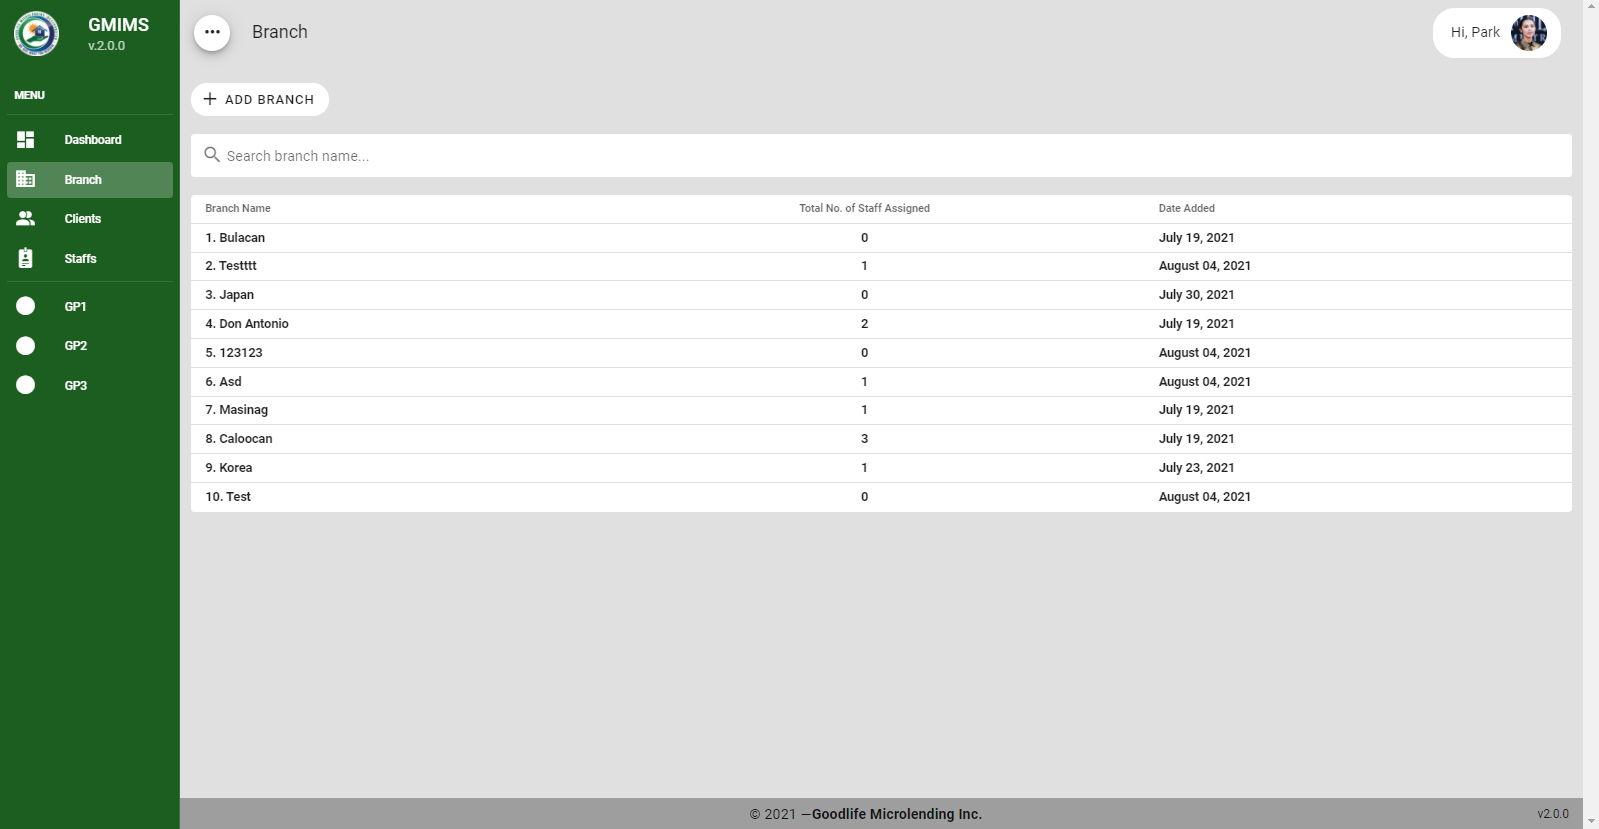 GMIMS
v.2.0.0
MENU
Dashboard
Branch
Clients
Staffs
GP1
GP2
GP3
Branch
Hi, Park
ADD BRANCH
Search branch name...
Branch Name Total No. of Staff Assigned Date Added
1. Bulacan 0 July 19, 2021
2. Testttt 1 August 04, 2021
3. Japan 0 July 30, 2021
4. Don Antonio 2 July 19, 2021
5. 123123 0 August 04, 2021
6. Asd 1 August 04, 2021
7. Masinag 1 July 19, 2021
8. Caloocan 3 July 19, 2021
9. Korea 1 July 23, 2021
10. Test 0 August 04, 2021
© 2021 —Goodlife Microlending Inc.
v2.0.0